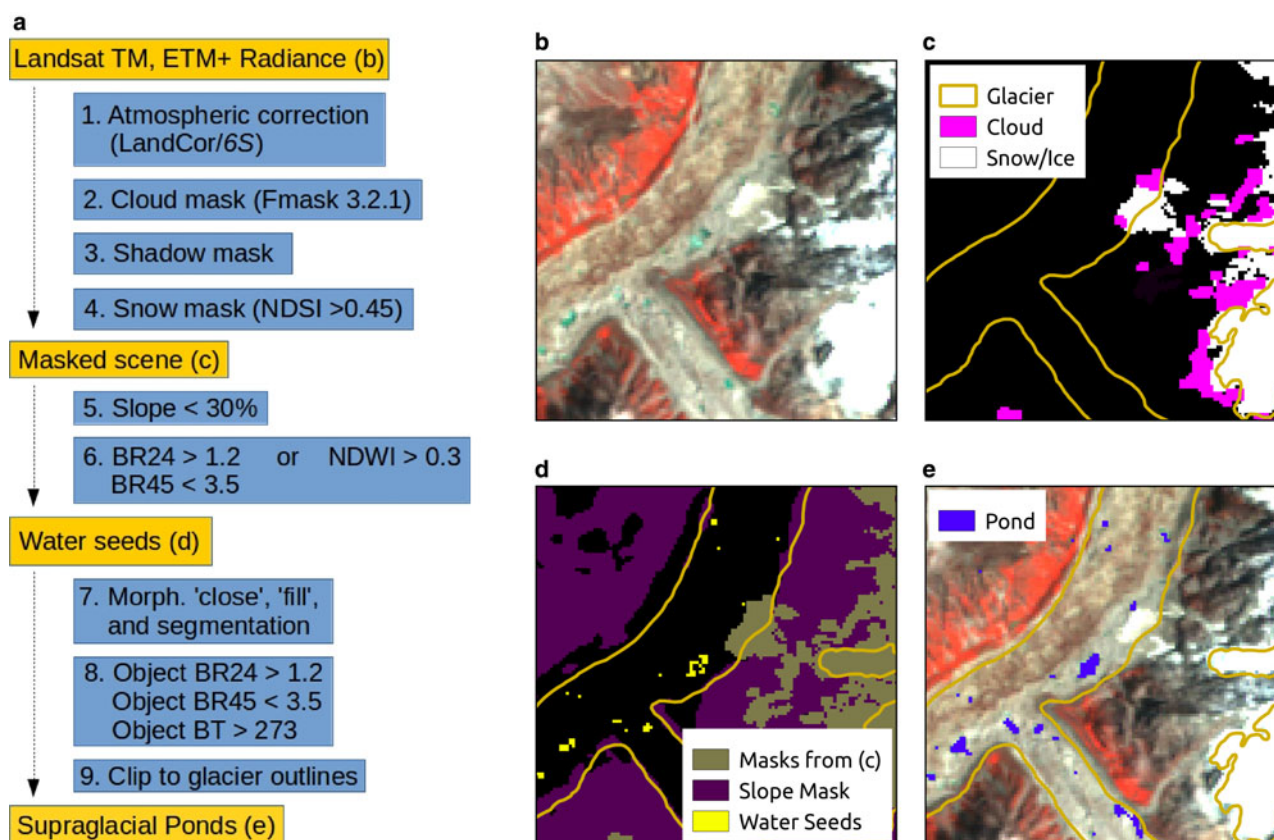 a
Landsat TM, ETM+ Radiance (b)
1. Atmospheric correction
(LandCor/6S)
2. Cloud mask (Fmask 3.2.1)
3. Shadow mask
4. Snow mask (NDSI >0.45)
Masked scene (c)
5. Slope < 30%
6. BR24 > 1.2 or NDWI > 0.3
BR45 < 3.5
Water seeds (d)
7. Morph. 'close', 'fill',
and segmentation
8. Object BR24 > 1.2
Object BR45 < 3.5
Object BT > 273
9. Clip to glacier outlines
Supraglacial Ponds (e)
b
c
Glacier
Cloud
Snow/Ice
d
Masks from (c)
Slope Mask
Water Seeds
e
Pond